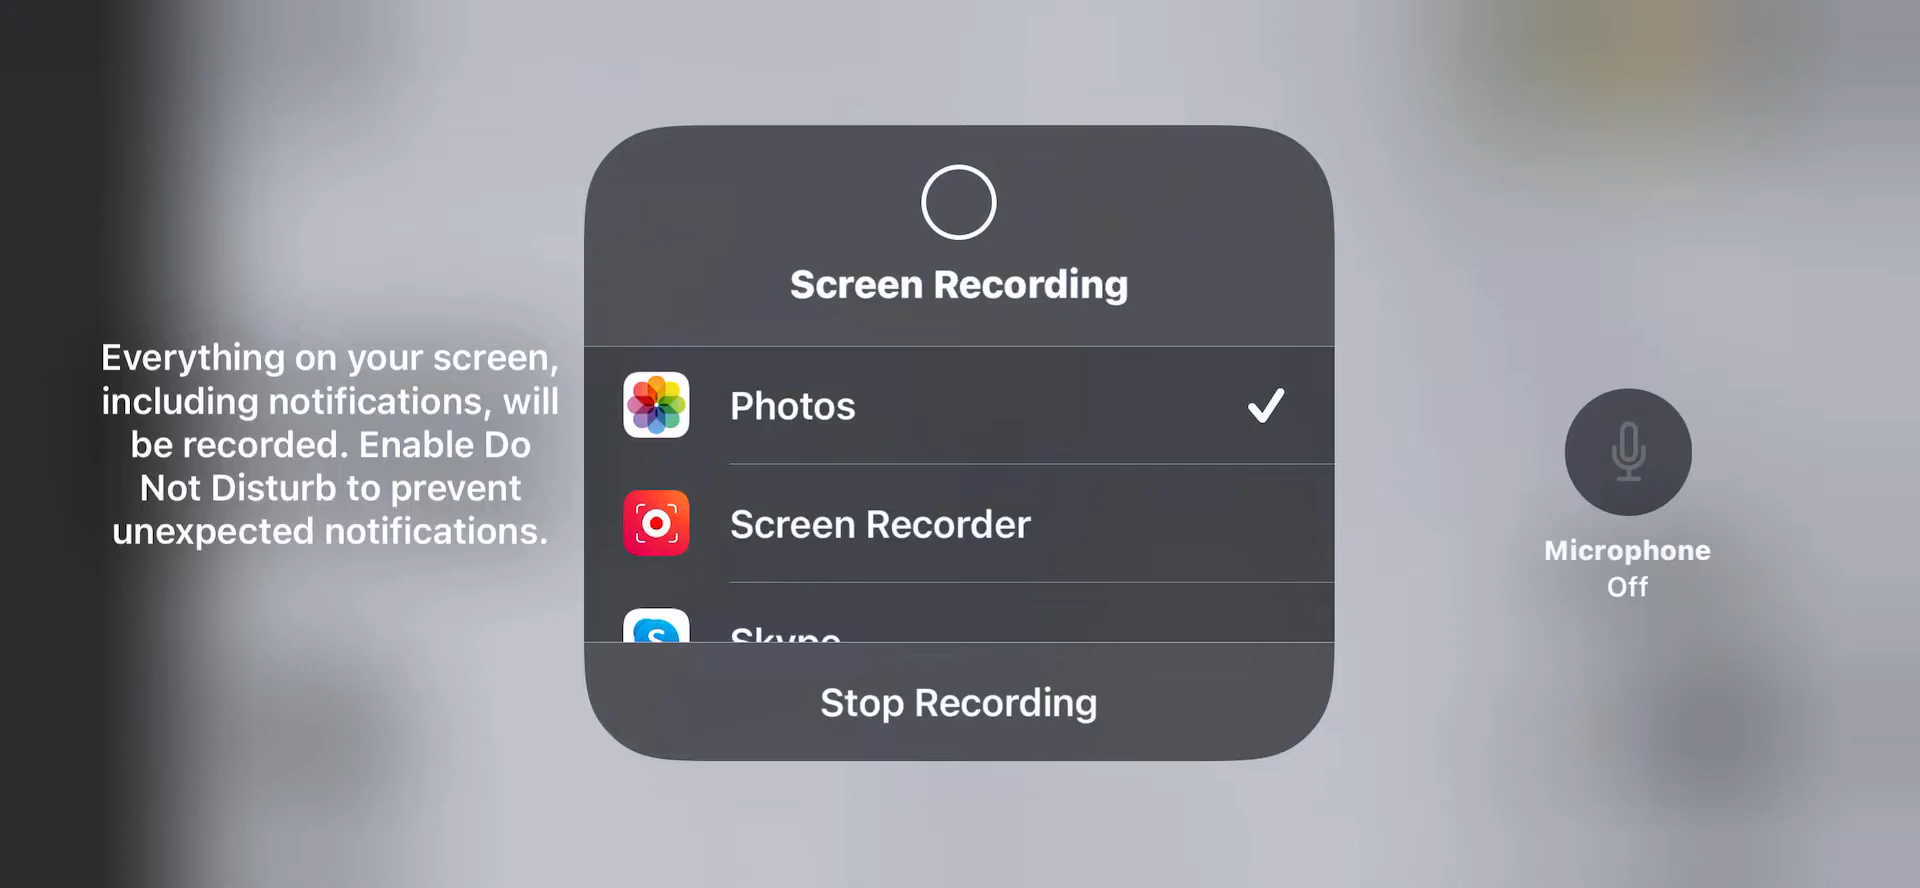 Everything on your screen,
including notifications, will
be recorded. Enable Do
Not Disturb to prevent
unexpected notifications.
Screen Recording
Photos
Screen Recorder
Skype
Stop Recording
Microphone
Off